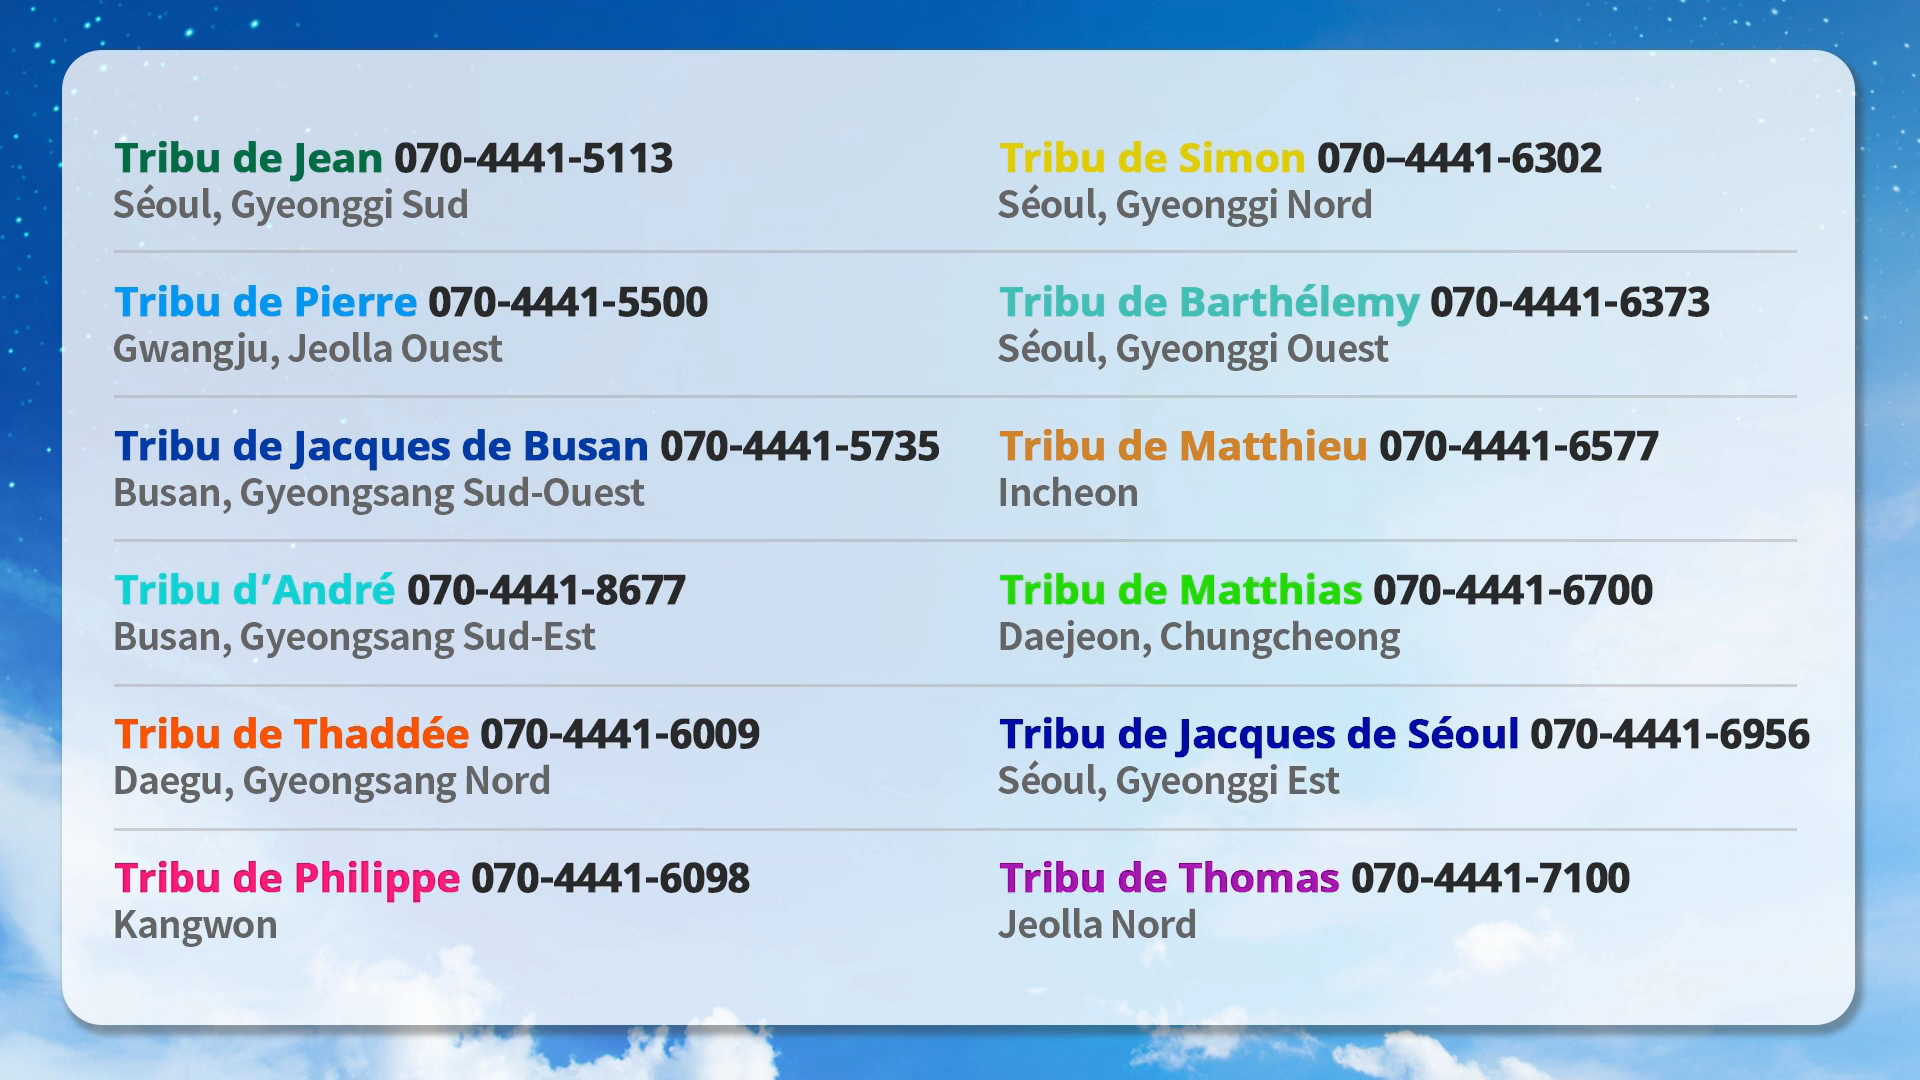 Tribu de Jean 070-4441-5113
Séoul, Gyeonggi Sud
Tribu de Pierre 070-4441-5500
Gwangju, Jeolla Ouest
Tribu de Jacques de Busan 070-4441-5735
Busan, Gyeongsang Sud-Ouest
Tribu d’André 070-4441-8677
Busan, Gyeongsang Sud-Est
Tribu de Thaddée 070-4441-6009
Daegu, Gyeongsang Nord
Tribu de Philippe 070-4441-6098
Kangwon
Tribu de Simon 070–4441-6302
Séoul, Gyeonggi Nord
Tribu de Barthélemy 070-4441-6373
Séoul, Gyeonggi Ouest
Tribu de Matthieu 070-4441-6577
Incheon
Tribu de Matthias 070-4441-6700
Daejeon, Chungcheong
Tribu de Jacques de Séoul 070-4441-6956
Séoul, Gyeonggi Est
Tribu de Thomas 070-4441-7100
Jeolla Nord